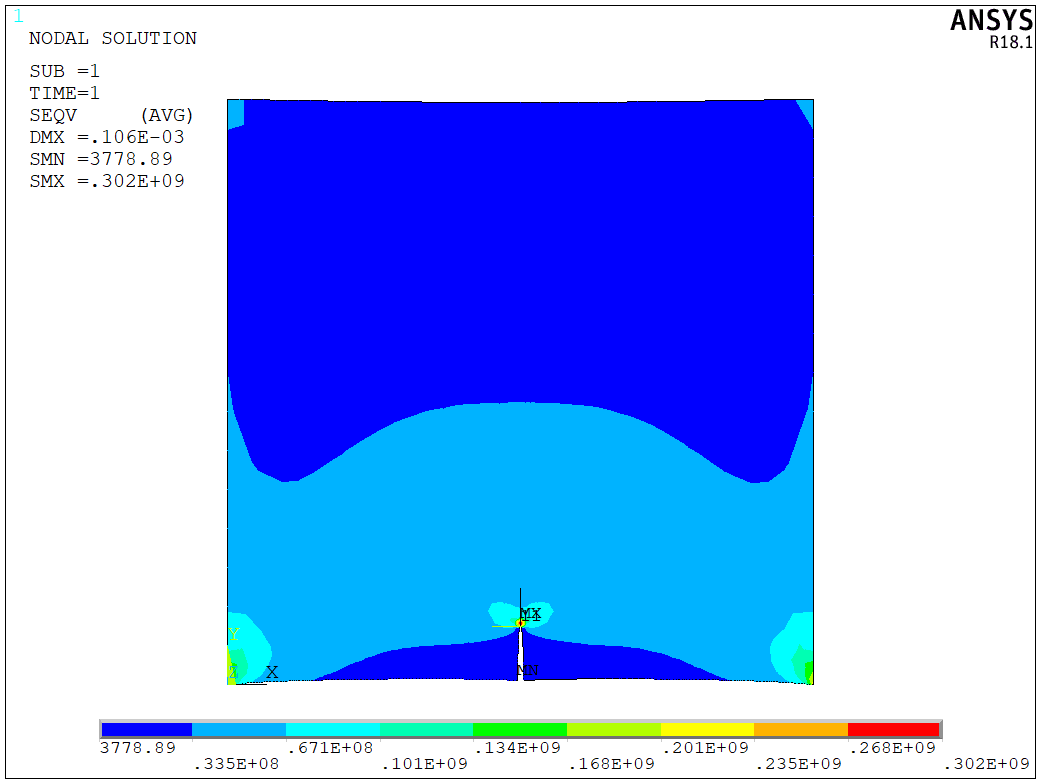 1
ANSYS
R18.1
NODAL SOLUTION
SUB =1
TIME=1
SEQV (AVG)
DMX =.106E-03
SMN =3778.89
SMX =.302E+09
MX
11
Y
Z X
MN
3778.89 .671E+08 .134E+09 .201E+09 .268E+09
.335E+08 .101E+09 .168E+09 .235E+09 .302E+09